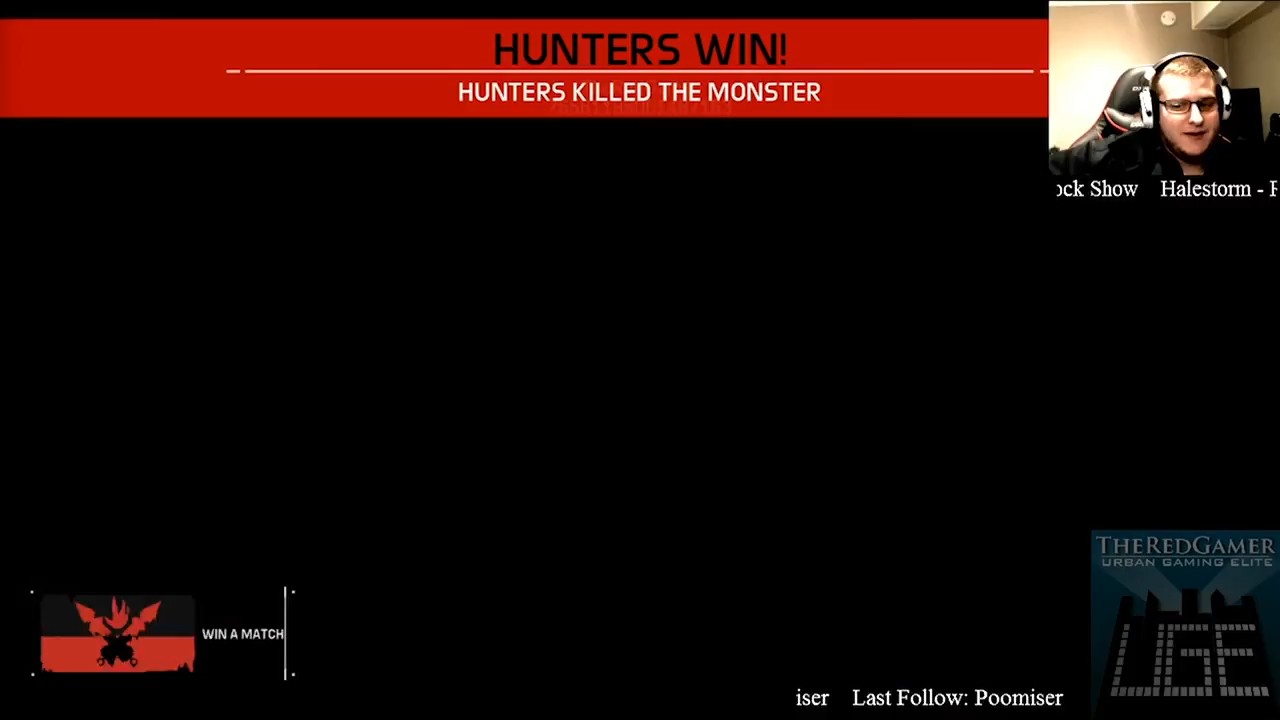 HUNTERS WIN!
HUNTERS KILLED THE MONSTER
ock Show Halestorm - F
THEREDGAMER
URBAN GAMING ELITE
UGE
WIN A MATCH
iser Last Follow: Poomiser